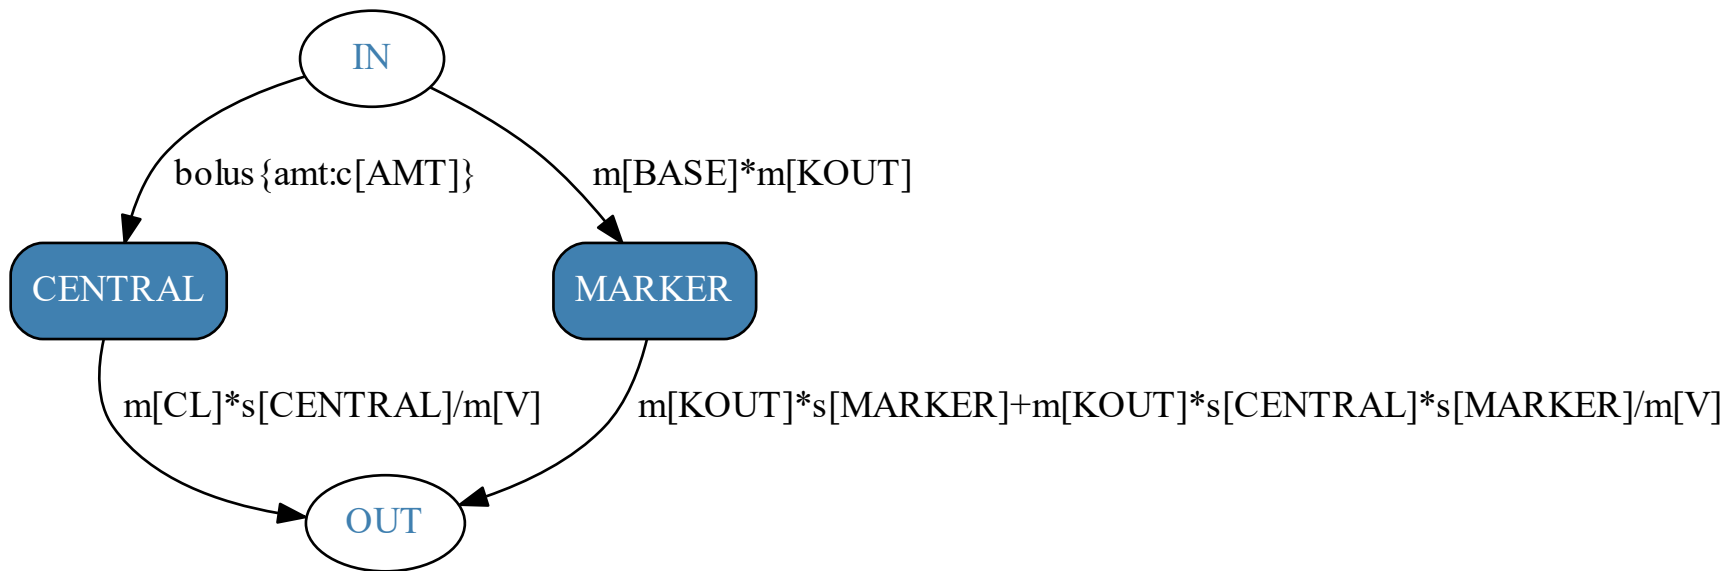 IN
bolus{amt:c[AMT]}
m[BASE]*m[KOUT]
CENTRAL
MARKER
m[CL]*s[CENTRAL]/m[V]
m[KOUT]*s[MARKER]+m[KOUT]*s[CENTRAL]*s[MARKER]/m[V]
OUT